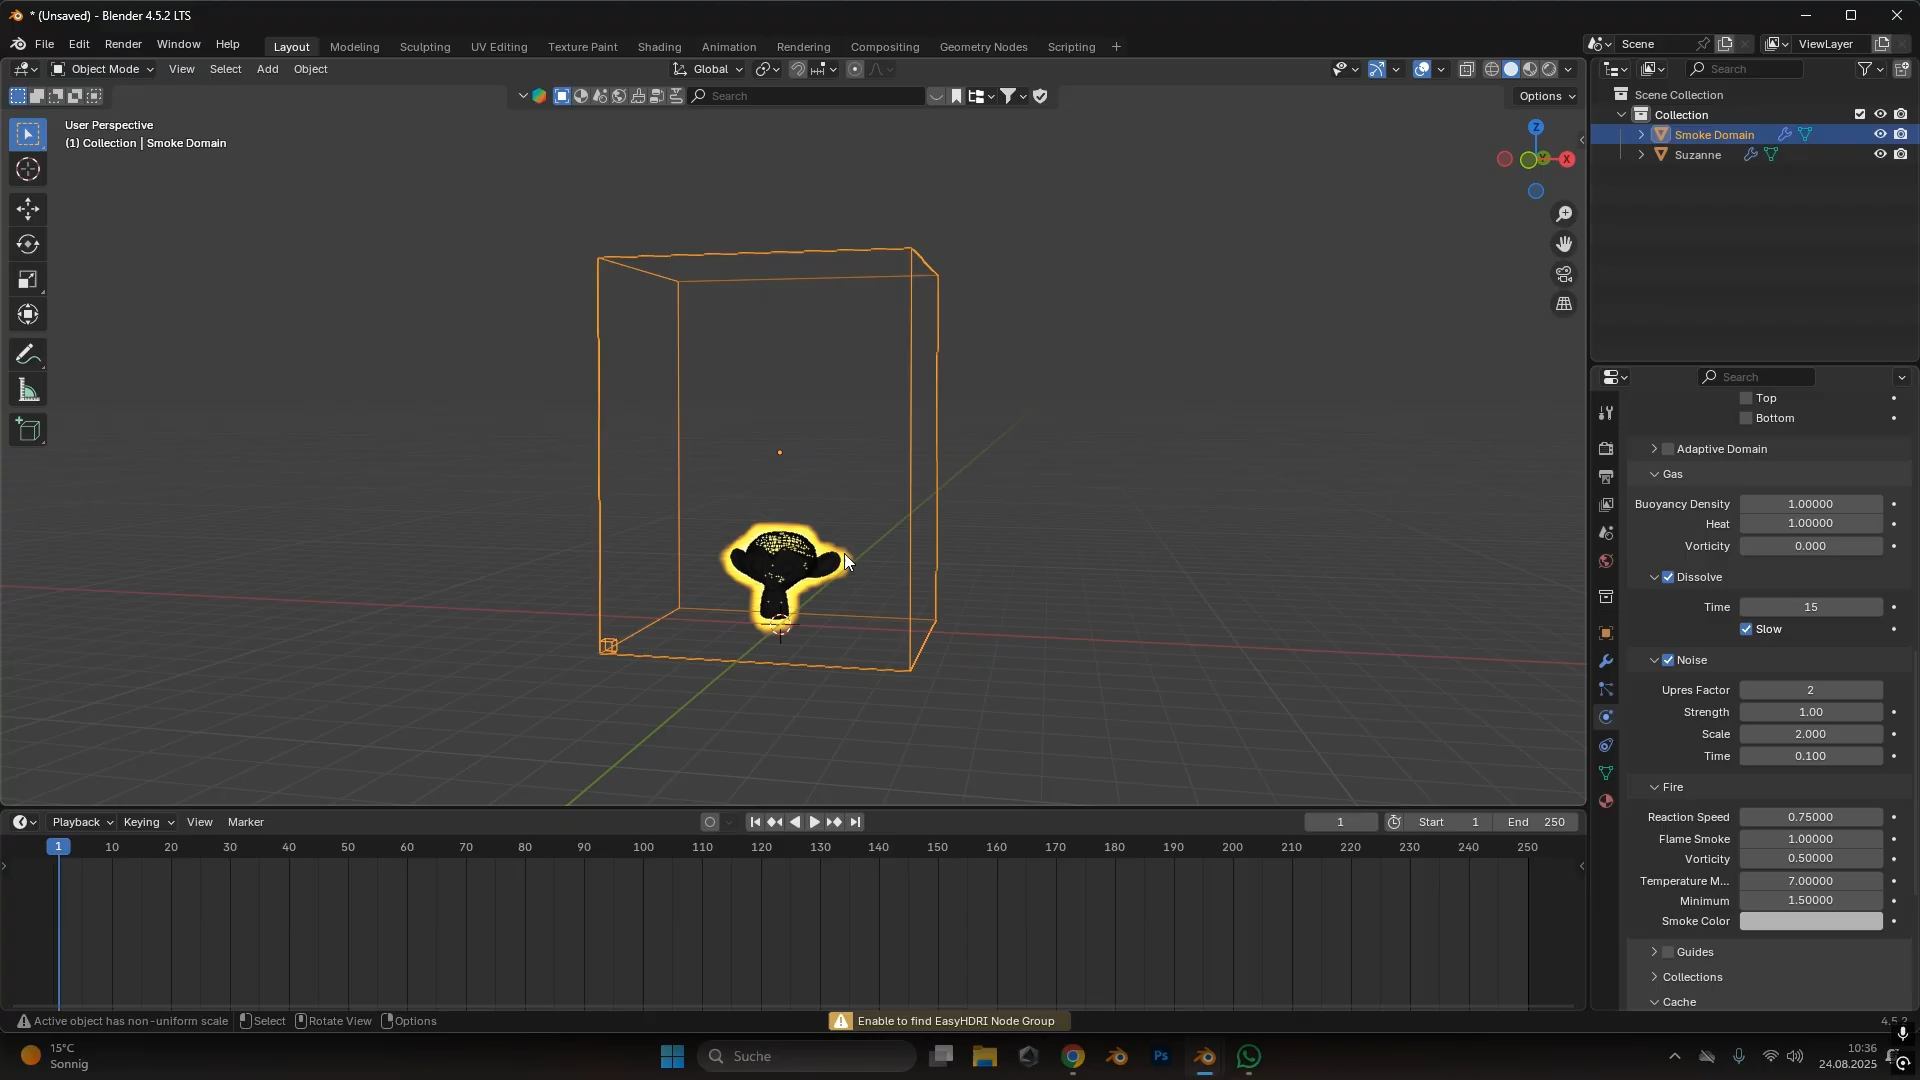 * (Unsaved) - Blender 4.5.2 LTS
File Edit Render Window Help Layout Modeling Sculpting UV Editing Texture Paint Shading Animation Rendering Compositing Geometry Nodes Scripting + Scene ViewLayer
Object Mode View Select Add Object Global Search
Search Options
Scene Collection
Collection
Smoke Domain
Suzanne
User Perspective
(1) Collection | Smoke Domain
Z
Y X
Search
Top
Bottom
Adaptive Domain
Gas
Buoyancy Density 1.00000
Heat 1.00000
Vorticity 0.000
Dissolve
Time 15
Slow
Noise
Upres Factor 2
Strength 1.00
Scale 2.000
Time 0.100
Fire
Reaction Speed 0.75000
Flame Smoke 1.00000
Vorticity 0.50000
Temperature M... 7.00000
Minimum 1.50000
Smoke Color
Guides
Collections
Cache
Playback Keying View Marker 1 Start 1 End 250
1 10 20 30 40 50 60 70 80 90 100 110 120 130 140 150 160 170 180 190 200 210 220 230 240 250
Active object has non-uniform scale Select Rotate View Options Enable to find EasyHDRI Node Group 4.5.2
15°C
Sonnig
Suche
Ps
10:36
24.08.2025